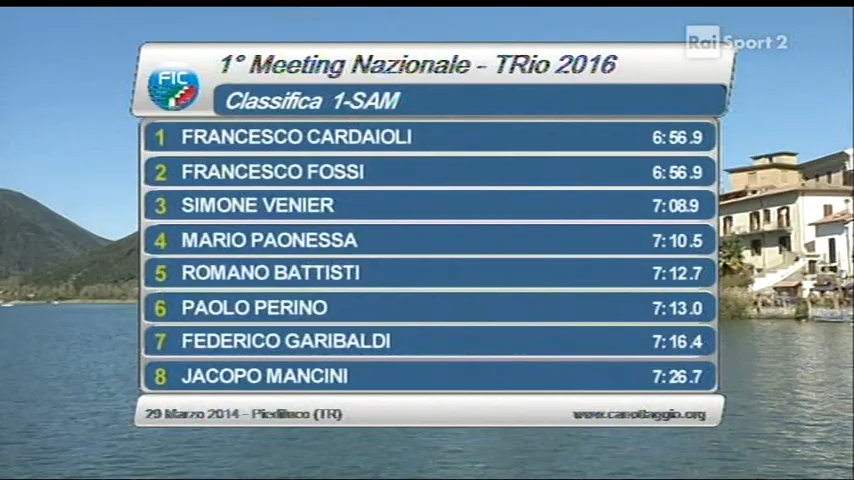 Rai Sport 2
1° Meeting Nazionale - TRio 2016
FIC
Classifica 1-SAM
1 FRANCESCO CARDAIOLI 6:56.9
2 FRANCESCO FOSSI 6:56.9
3 SIMONE VENIER 7:08.9
4 MARIO PAONESSA 7:10.5
5 ROMANO BATTISTI 7:12.7
6 PAOLO PERINO 7:13.0
7 FEDERICO GARIBALDI 7:16.4
8 JACOPO MANCINI 7:26.7
29 Marzo 2014 - Piediluco (TR) www.canottaggio.org